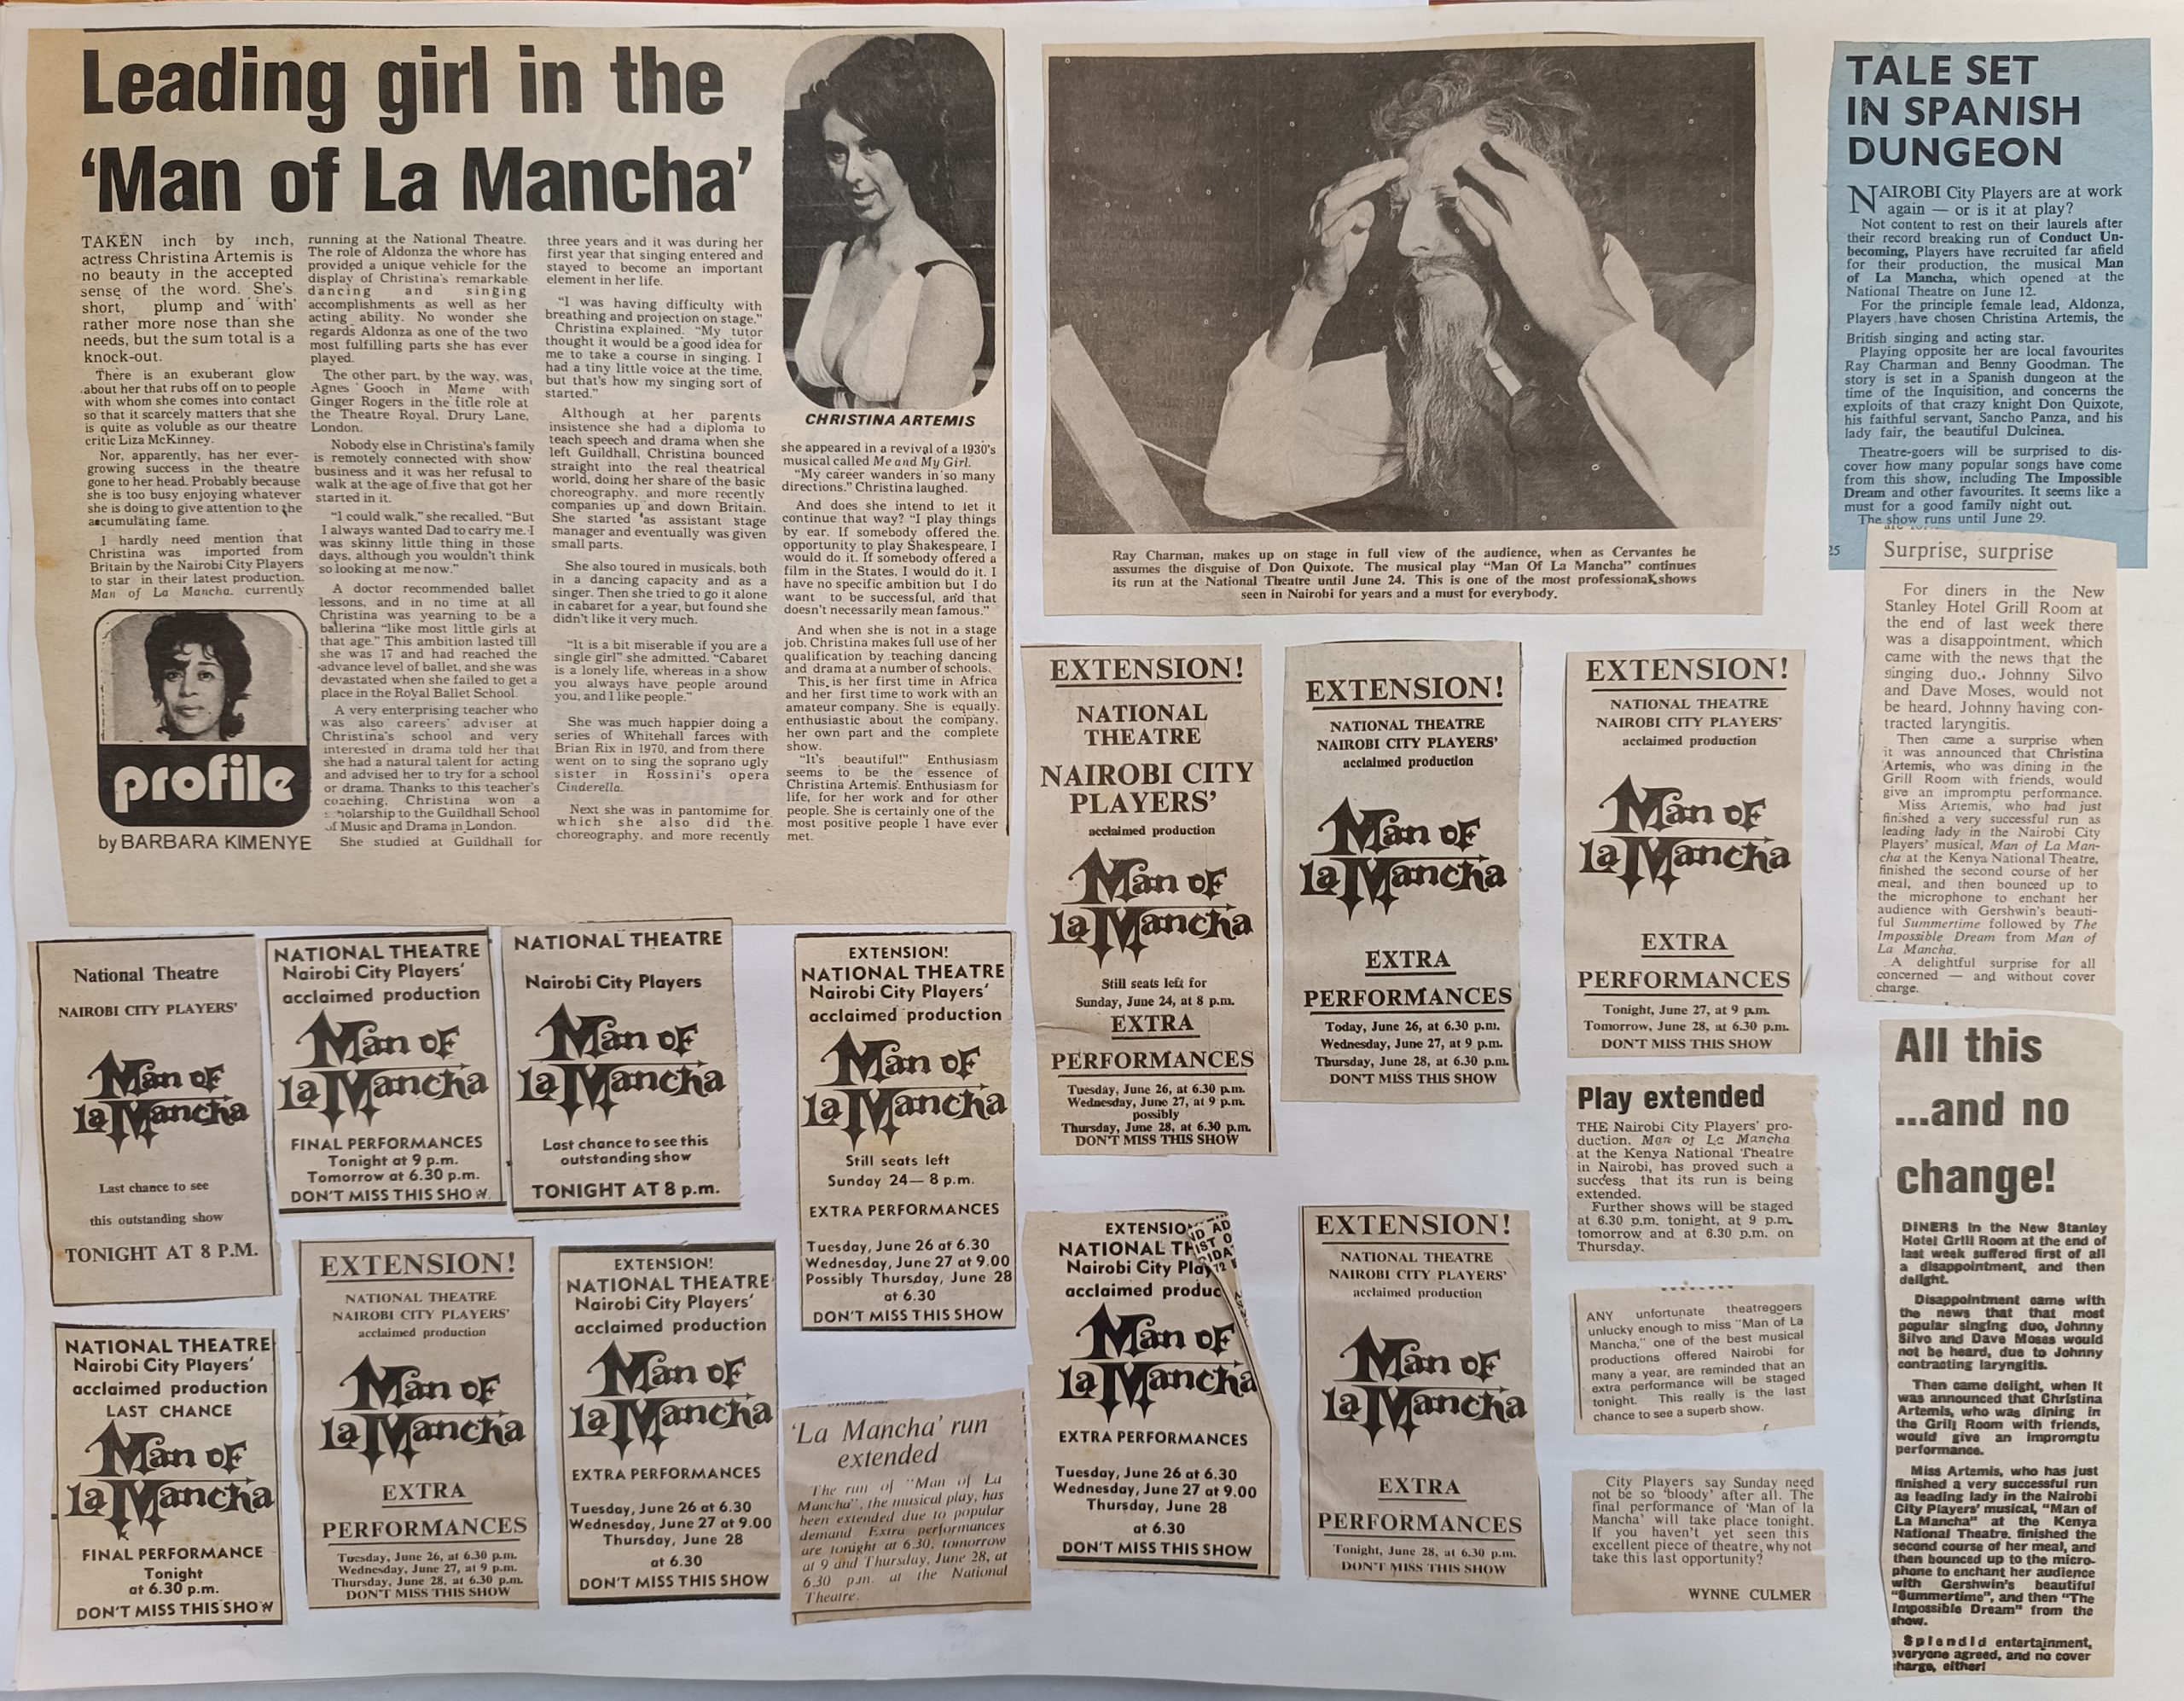 Leading girl in the
‘Man of La Mancha’
TAKEN inch by inch,
actress Christina Artemis is
no beauty in the accepted
sense of the word. She's
short, plump and with
rather more nose than she
needs, but the sum total is a
knock-out.
There is an exuberant glow
about her that rubs off on to people
with whom she comes into contact
so that it scarcely matters that she
is quite as voluble as our theatre
critic Liza McKinney.
Nor, apparently, has her ever-
growing success in the theatre
gone to her head. Probably because
she is too busy enjoying whatever
she is doing to give attention to the
accumulating fame.
I hardly need mention that
Christina was imported from
Britain by the Nairobi City Players
to star in their latest production,
Man of La Mancha, currently
profile
by BARBARA KIMENYE
running at the National Theatre.
The role of Aldonza the whore has
provided a unique vehicle for the
display of Christina's remarkable
dancing and singing
accomplishments as well as her
acting ability. No wonder she
regards Aldonza as one of the two
most fulfilling parts she has ever
played.
The other part, by the way, was,
Agnes Gooch in Mame with
Ginger Rogers in the title role at
the Theatre Royal, Drury Lane,
London.
Nobody else in Christina's family
is remotely connected with show
business and it was her refusal to
walk at the age of five that got her
started in it.
"I could walk," she recalled, "But
I always wanted Dad to carry me. I
was skinny little thing in those
days, although you wouldn't think
so looking at me now."
A doctor recommended ballet
lessons, and in no time at all
Christina was yearning to be a
ballerina "like most little girls at
that age." This ambition lasted till
she was 17 and had reached the
advance level of ballet, and she was
devastated when she failed to get a
place in the Royal Ballet School.
A very enterprising teacher who
was also careers' adviser at
Christina's school and very
interested in drama told her that
she had a natural talent for acting
and advised her to try for a school
or drama. Thanks to this teacher's
coaching, Christina won a
scholarship to the Guildhall School
of Music and Drama in London.
She studied at Guildhall for
three years and it was during her
first year that singing entered and
stayed to become an important
element in her life.
"I was having difficulty with
breathing and projection on stage."
Christina explained. "My tutor
thought it would be a good idea for
me to take a course in singing. I
had a tiny little voice at the time,
but that's how my singing sort of
started."
Although at her parents
insistence she had a diploma to
teach speech and drama when she
left Guildhall, Christina bounced
straight into the real theatrical
world, doing her share of the basic
choreography, and more recently
companies up and down Britain.
She started as assistant stage
manager and eventually was given
small parts.
She also toured in musicals, both
in a dancing capacity and as a
singer. Then she tried to go it alone
in cabaret for a year, but found she
didn't like it very much.
"It is a bit miserable if you are a
single girl" she admitted. "Cabaret
is a lonely life, whereas in a show
you always have people around
you, and I like people."
She was much happier doing a
series of Whitehall farces with
Brian Rix in 1970, and from there
went on to sing the soprano ugly
sister in Rossini's opera
Cinderella.
Next she was in pantomime for
which she also did the
choreography, and more recently
CHRISTINA ARTEMIS
she appeared in a revival of a 1930's
musical called Me and My Girl.
"My career wanders in so many
directions." Christina laughed.
And does she intend to let it
continue that way? "I play things
by ear. If somebody offered the
opportunity to play Shakespeare, I
would do it. If somebody offered a
film in the States, I would do it. I
have no specific ambition but I do
want to be successful, and that
doesn't necessarily mean famous."
And when she is not in a stage
job, Christina makes full use of her
qualification by teaching dancing
and drama at a number of schools.
This is her first time in Africa
and her first time to work with an
amateur company. She is equally
enthusiastic about the company,
her own part and the complete
show.
"It's beautiful!" Enthusiasm
seems to be the essence of
Christina Artemis. Enthusiasm for
life, for her work and for other
people. She is certainly one of the
most positive people I have ever
met.
Ray Charman, makes up on stage in full view of the audience, when as Cervantes he
assumes the disguise of Don Quixote. The musical play "Man Of La Mancha" continues
its run at the National Theatre until June 24. This is one of the most professional shows
seen in Nairobi for years and a must for everybody.
TALE SET
IN SPANISH
DUNGEON
NAIROBI City Players are at work
again — or is it at play?
Not content to rest on their laurels after
their record breaking run of Conduct Un-
becoming, Players have recruited far afield
for their production, the musical Man
of La Mancha, which opened at the
National Theatre on June 12.
For the principle female lead, Aldonza,
Players have chosen Christina Artemis, the
British singing and acting star.
Playing opposite her are local favourites
Ray Charman and Benny Goodman. The
story is set in a Spanish dungeon at the
time of the Inquisition, and concerns the
exploits of that crazy knight Don Quixote,
his faithful servant, Sancho Panza, and his
lady fair, the beautiful Dulcinea.
Theatre-goers will be surprised to dis-
cover how many popular songs have come
from this show, including The Impossible
Dream and other favourites. It seems like a
must for a good family night out.
The show runs until June 29.
25
Surprise, surprise
For diners in the New
Stanley Hotel Grill Room at
the end of last week there
was a disappointment, which
came with the news that the
singing duo, Johnny Silvo
and Dave Moses, would not
be heard, Johnny having con-
tracted laryngitis.
Then came a surprise when
it was announced that Christina
Artemis, who was dining in the
Grill Room with friends, would
give an impromptu performance.
Miss Artemis, who had just
finished a very successful run as
leading lady in the Nairobi City
Players' musical, Man of La Man-
cha at the Kenya National Theatre,
finished the second course of her
meal, and then bounced up to
the microphone to enchant her
audience with Gershwin's beauti-
ful Summertime followed by The
Impossible Dream from Man of
La Mancha.
A delightful surprise for all
concerned — and without cover
charge.
All this
...and no
change!
DINERS in the New Stanley
Hotel Grill Room at the end of
last week suffered first of all
a disappointment, and then
delight.
Disappointment came with
the news that that most
popular singing duo, Johnny
Silvo and Dave Moses would
not be heard, due to Johnny
contracting laryngitis.
Then came delight, when it
was announced that Christina
Artemis, who was dining in
the Grill Room with friends,
would give an impromptu
performance.
Miss Artemis, who has just
finished a very successful run
as leading lady in the Nairobi
City Players' musical, "Man of
La Mancha" at the Kenya
National Theatre, finished the
second course of her meal, and
then bounced up to the micro-
phone to enchant her audience
with Gershwin's beautiful
"Summertime", and then "The
Impossible Dream" from the
show.
Splendid entertainment,
everyone agreed, and no cover
charge, either!
EXTENSION!
NATIONAL
THEATRE
NAIROBI CITY
PLAYERS'
acclaimed production
Man of
La Mancha
Still seats left for
Sunday, June 24, at 8 p.m.
EXTRA
PERFORMANCES
Tuesday, June 26, at 6.30 p.m.
Wednesday, June 27, at 9 p.m.
possibly
Thursday, June 28, at 6.30 p.m.
DON'T MISS THIS SHOW
EXTENSION!
NATIONAL THEATRE
NAIROBI CITY PLAYERS'
acclaimed production
Man of
La Mancha
EXTRA
PERFORMANCES
Today, June 26, at 6.30 p.m.
Wednesday, June 27, at 9 p.m.
Thursday, June 28, at 6.30 p.m.
DON'T MISS THIS SHOW
EXTENSION!
NATIONAL THEATRE
NAIROBI CITY PLAYERS'
acclaimed production
Man of
La Mancha
EXTRA
PERFORMANCES
Tonight, June 27, at 9 p.m.
Tomorrow, June 28, at 6.30 p.m.
DON'T MISS THIS SHOW
Play extended
THE Nairobi City Players' pro-
duction, Man of La Mancha
at the Kenya National Theatre
in Nairobi, has proved such a
success that its run is being
extended.
Further shows will be staged
at 6.30 p.m. tonight, at 9 p.m.
tomorrow and at 6.30 p.m. on
Thursday.
ANY unfortunate theatregoers
unlucky enough to miss "Man of La
Mancha," one of the best musical
productions offered Nairobi for
many a year, are reminded that an
extra performance will be staged
tonight. This really is the last
chance to see a superb show.
City Players say Sunday need
not be so 'bloody' after all. The
final performance of 'Man of la
Mancha' will take place tonight.
If you haven't yet seen this
excellent piece of theatre, why not
take this last opportunity?
WYNNE CULMER
National Theatre
NAIROBI CITY PLAYERS'
Man of
La Mancha
Last chance to see
this outstanding show
TONIGHT AT 8 P.M.
NATIONAL THEATRE
Nairobi City Players'
acclaimed production
Man of
La Mancha
FINAL PERFORMANCES
Tonight at 9 p.m.
Tomorrow at 6.30 p.m.
DON'T MISS THIS SHOW.
NATIONAL THEATRE
Nairobi City Players
Man of
La Mancha
Last chance to see this
outstanding show
TONIGHT AT 8 p.m.
EXTENSION!
NATIONAL THEATRE
Nairobi City Players'
acclaimed production
Man of
La Mancha
Still seats left
Sunday 24— 8 p.m.
EXTRA PERFORMANCES
Tuesday, June 26 at 6.30
Wednesday, June 27 at 9.00
Possibly Thursday, June 28
at 6.30
DON'T MISS THIS SHOW
NATIONAL THEATRE
Nairobi City Players'
acclaimed production
LAST CHANCE
Man of
La Mancha
FINAL PERFORMANCE
Tonight
at 6.30 p.m.
DON'T MISS THIS SHOW
EXTENSION!
NATIONAL THEATRE
NAIROBI CITY PLAYERS'
acclaimed production
Man of
La Mancha
EXTRA
PERFORMANCES
Tuesday, June 26, at 6.30 p.m.
Wednesday, June 27, at 9 p.m.
Thursday, June 28, at 6.30 p.m.
DON'T MISS THIS SHOW
EXTENSION!
NATIONAL THEATRE
Nairobi City Players'
acclaimed production
Man of
La Mancha
EXTRA PERFORMANCES
Tuesday, June 26 at 6.30
Wednesday, June 27 at 9.00
Thursday, June 28
at 6.30
DON'T MISS THIS SHOW
'La Mancha' run
extended
The run of "Man of La
Mancha", the musical play, has
been extended due to popular
demand. Extra performances
are tonight at 6.30, tomorrow
at 9 and Thursday, June 28, at
6.30 p.m. at the National
Theatre.
EXTENSIO
NATIONAL TH
Nairobi City Play
acclaimed produc
Man of
La Mancha
EXTRA PERFORMANCES
Tuesday, June 26 at 6.30
Wednesday, June 27 at 9.00
Thursday, June 28
at 6.30
DON'T MISS THIS SHOW
EXTENSION!
NATIONAL THEATRE
NAIROBI CITY PLAYERS'
acclaimed production
Man of
La Mancha
EXTRA
PERFORMANCES
Tonight, June 28, at 6.30 p.m.
DON'T MISS THIS SHOW